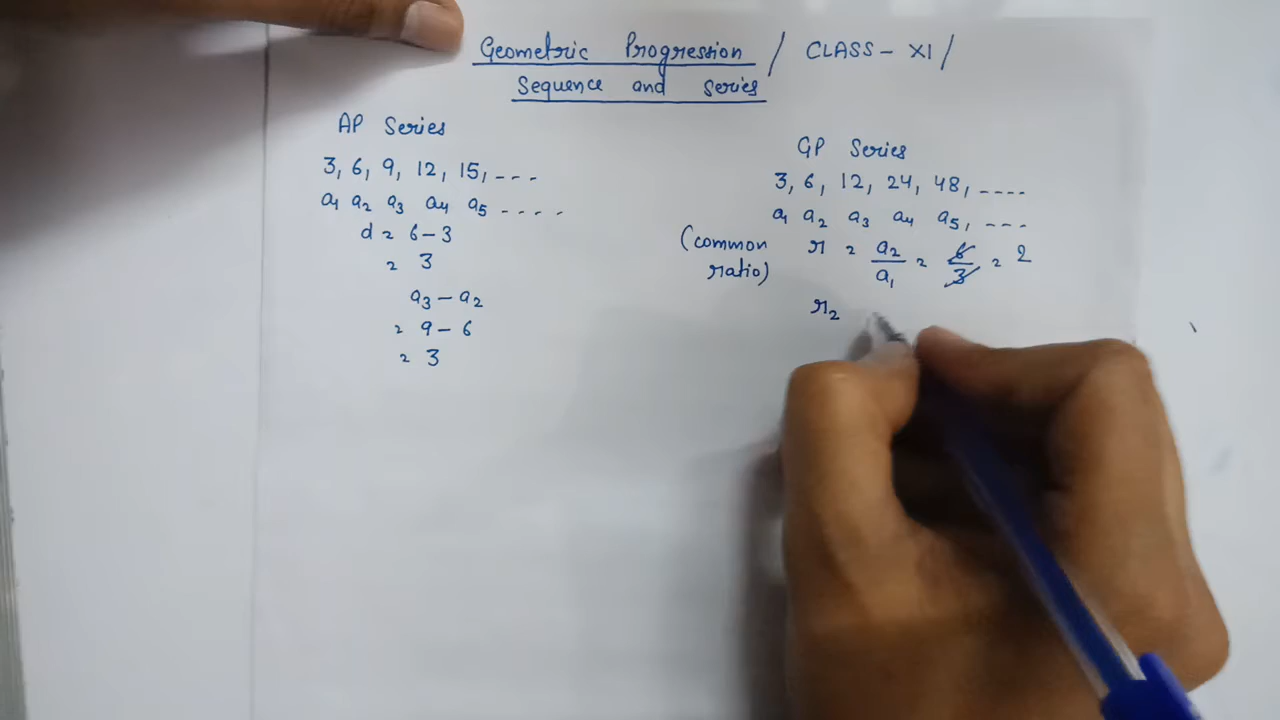 Geometric Progression / CLASS - XI /
Sequence and series
AP Series
3, 6, 9, 12, 15, ---
a1 a2 a3 a4 a5 ----
d = 6-3
= 3
a3 - a2
= 9 - 6
= 3
GP Series
3, 6, 12, 24, 48, ----
a1 a2 a3 a4 a5, ---
(common ratio) r = a2/a1 = 6/3 = 2
r2